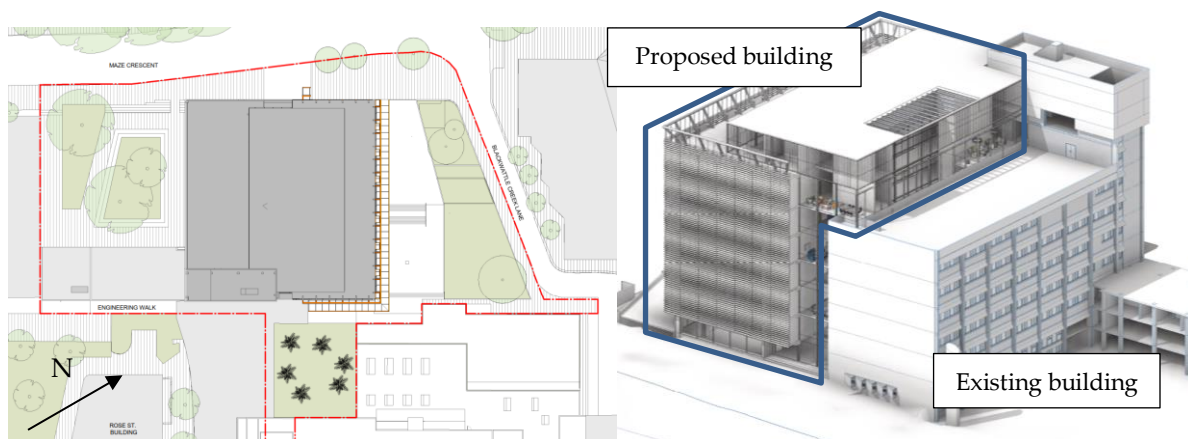 MAZE CRESCENT
BLACKWATTLE CREEK LANE
ENGINEERING WALK
N
ROSE ST.
BUILDING
Proposed building
Existing building